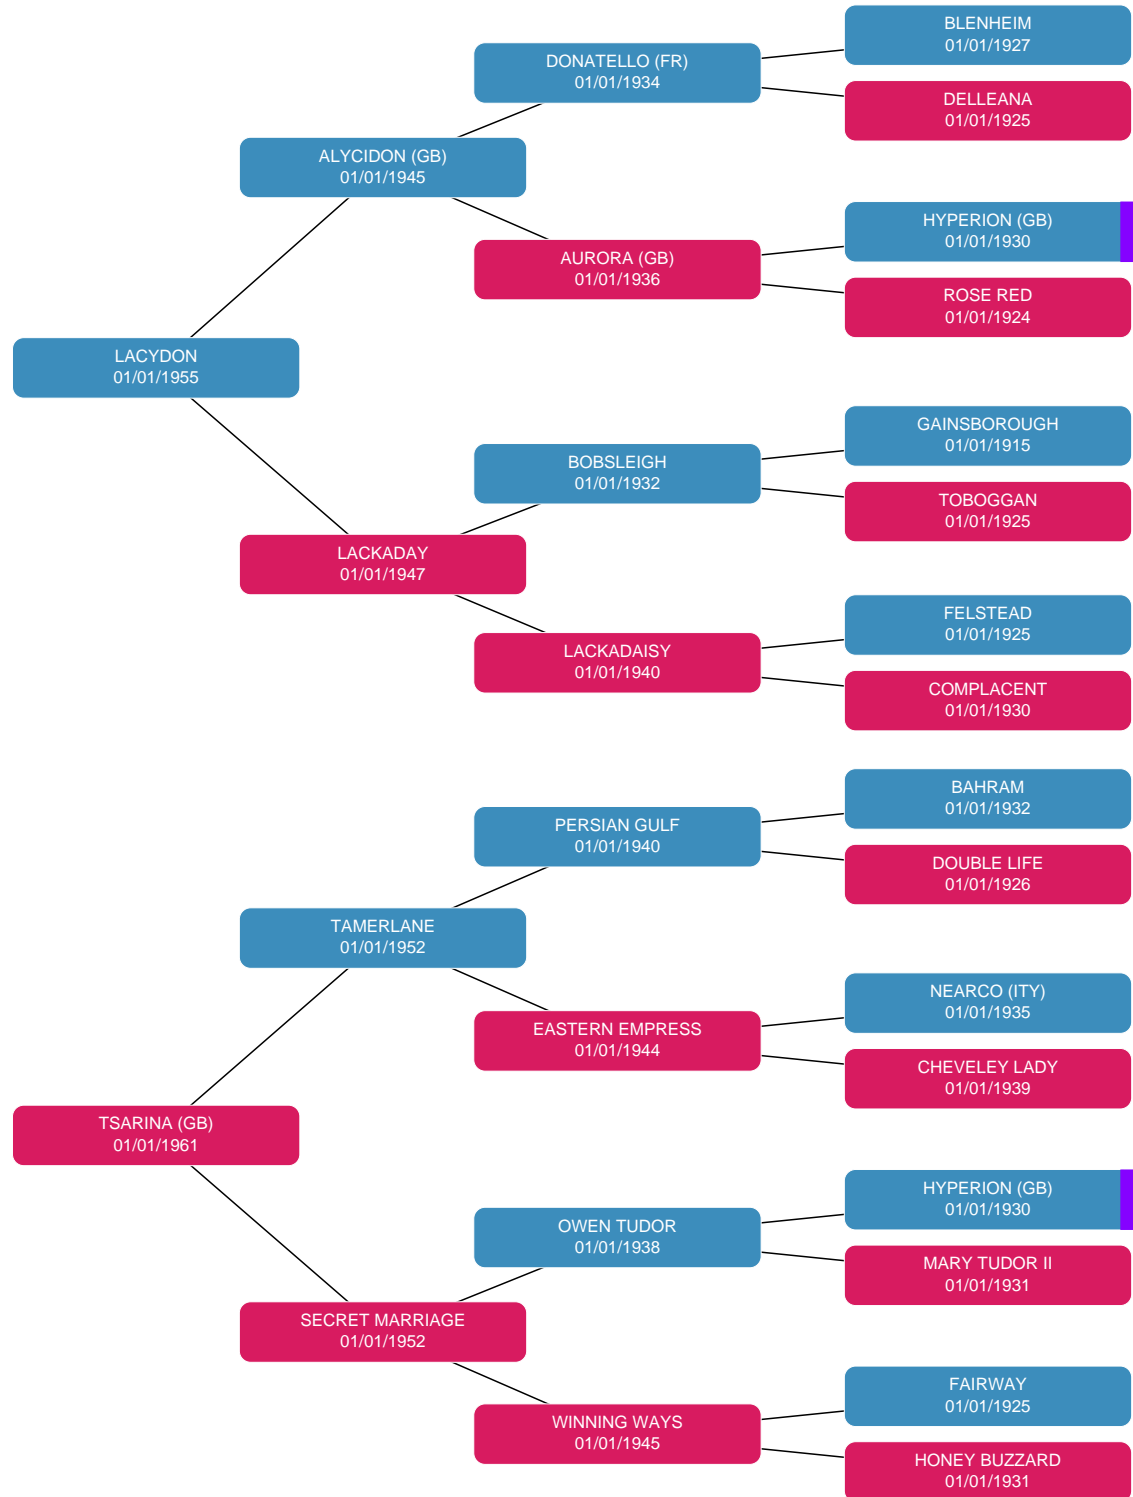 BLENHEIM
01/01/1927
DONATELLO (FR)
01/01/1934
DELLEANA
01/01/1925
ALYCIDON (GB)
01/01/1945
HYPERION (GB)
01/01/1930
AURORA (GB)
01/01/1936
ROSE RED
01/01/1924
LACYDON
01/01/1955
GAINSBOROUGH
01/01/1915
BOBSLEIGH
01/01/1932
TOBOGGAN
01/01/1925
LACKADAY
01/01/1947
FELSTEAD
01/01/1925
LACKADAISY
01/01/1940
COMPLACENT
01/01/1930
BAHRAM
01/01/1932
PERSIAN GULF
01/01/1940
DOUBLE LIFE
01/01/1926
TAMERLANE
01/01/1952
NEARCO (ITY)
01/01/1935
EASTERN EMPRESS
01/01/1944
CHEVELEY LADY
01/01/1939
TSARINA (GB)
01/01/1961
HYPERION (GB)
01/01/1930
OWEN TUDOR
01/01/1938
MARY TUDOR II
01/01/1931
SECRET MARRIAGE
01/01/1952
FAIRWAY
01/01/1925
WINNING WAYS
01/01/1945
HONEY BUZZARD
01/01/1931